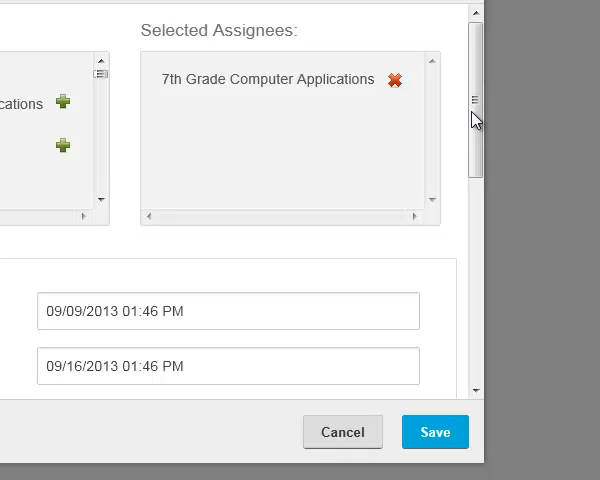 Selected Assignees:
7th Grade Computer Applications
cations
09/09/2013 01:46 PM
09/16/2013 01:46 PM
Cancel
Save